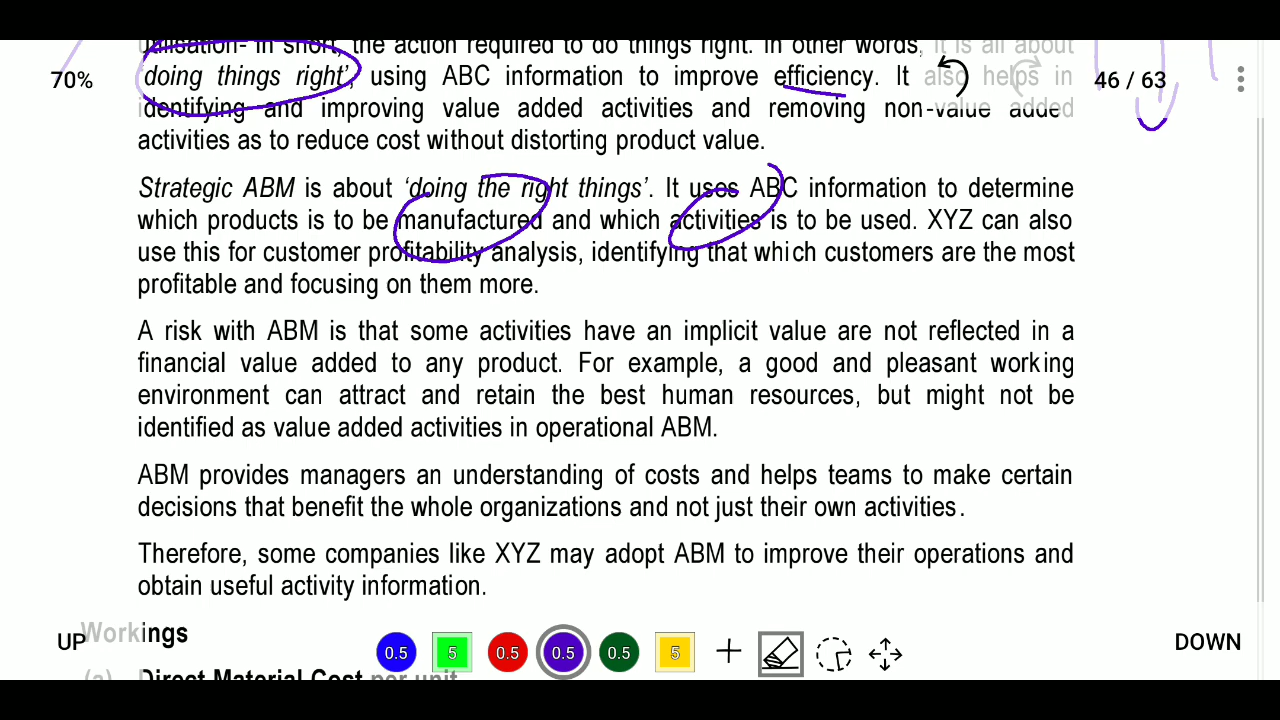 utilisation- in short, the action required to do things right. In other words, it is all about
70% 'doing things right', using ABC information to improve efficiency. It also helps in 46 / 63
identifying and improving value added activities and removing non-value added
activities as to reduce cost without distorting product value.
Strategic ABM is about 'doing the right things'. It uses ABC information to determine
which products is to be manufactured and which activities is to be used. XYZ can also
use this for customer profitability analysis, identifying that which customers are the most
profitable and focusing on them more.
A risk with ABM is that some activities have an implicit value are not reflected in a
financial value added to any product. For example, a good and pleasant working
environment can attract and retain the best human resources, but might not be
identified as value added activities in operational ABM.
ABM provides managers an understanding of costs and helps teams to make certain
decisions that benefit the whole organizations and not just their own activities.
Therefore, some companies like XYZ may adopt ABM to improve their operations and
obtain useful activity information.
UP Workings DOWN
0.5 5 0.5 0.5 0.5 5
(a) Direct Material Cost per unit